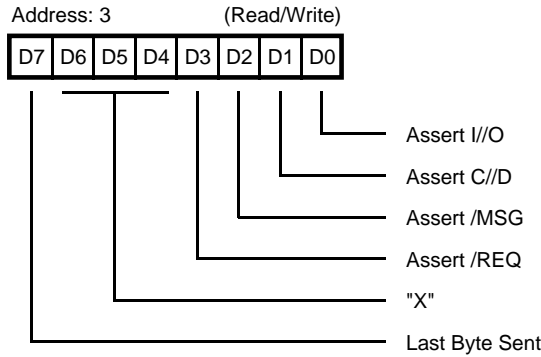 Address: 3 (Read/Write)
D7 D6 D5 D4 D3 D2 D1 D0
Assert I//O
Assert C//D
Assert /MSG
Assert /REQ
"X"
Last Byte Sent